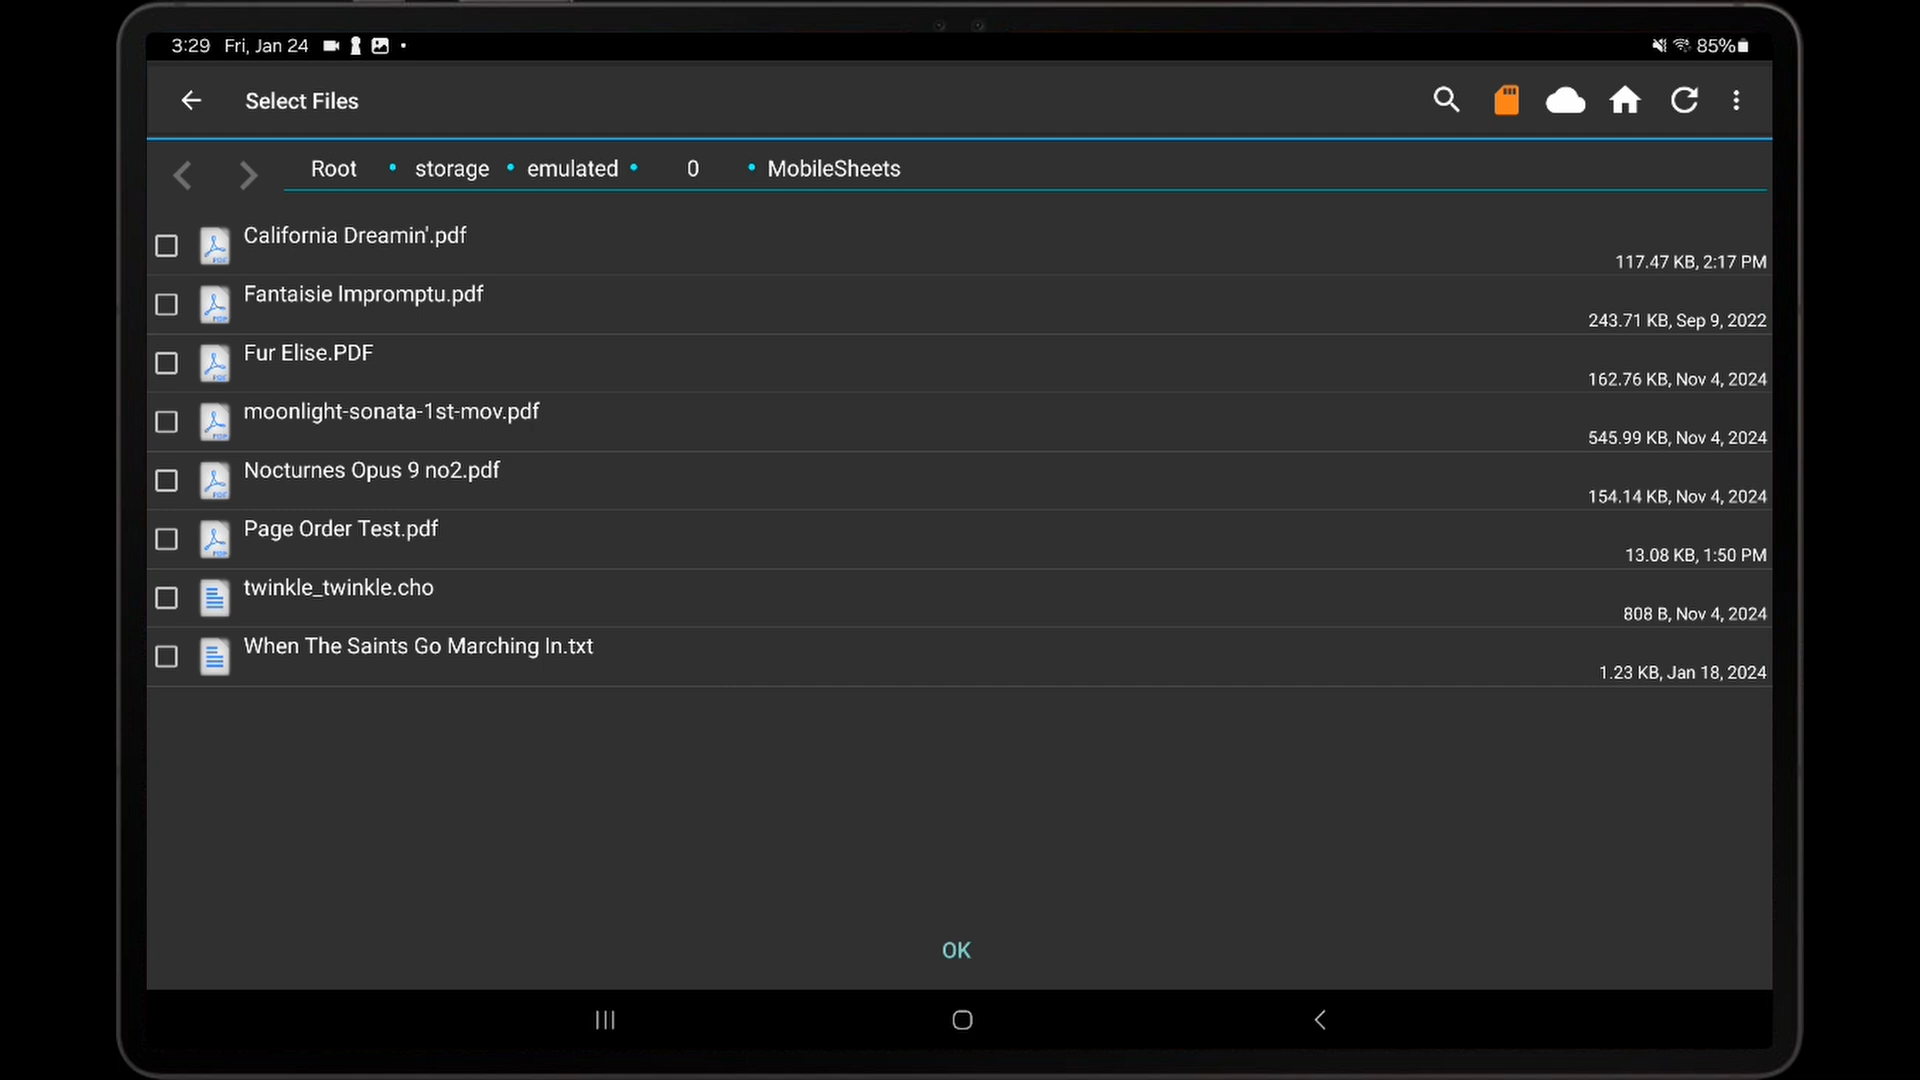 3:29 Fri, Jan 24
85%
Select Files
Root • storage • emulated • 0 • MobileSheets
California Dreamin'.pdf
117.47 KB, 2:17 PM
Fantaisie Impromptu.pdf
243.71 KB, Sep 9, 2022
Fur Elise.PDF
162.76 KB, Nov 4, 2024
moonlight-sonata-1st-mov.pdf
545.99 KB, Nov 4, 2024
Nocturnes Opus 9 no2.pdf
154.14 KB, Nov 4, 2024
Page Order Test.pdf
13.08 KB, 1:50 PM
twinkle_twinkle.cho
808 B, Nov 4, 2024
When The Saints Go Marching In.txt
1.23 KB, Jan 18, 2024
OK